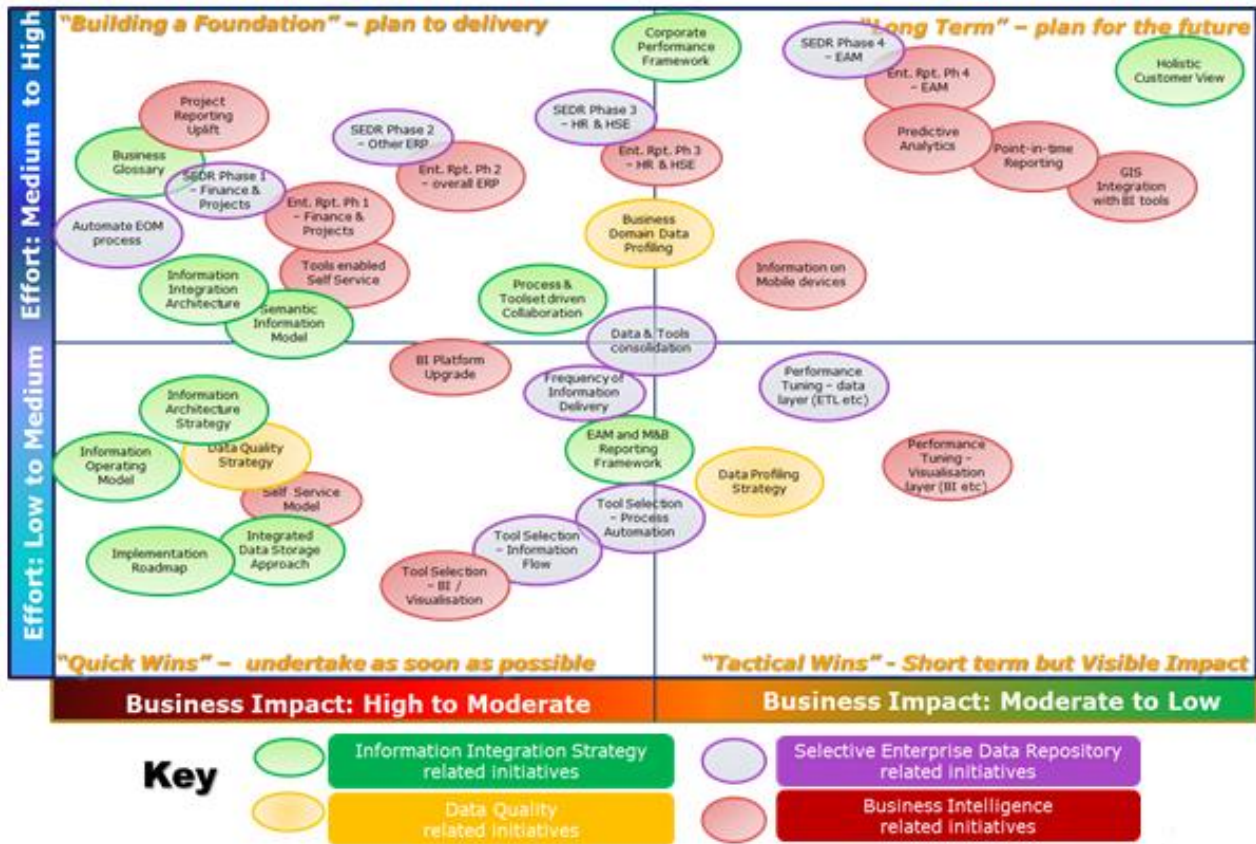 "Building a Foundation" – plan to delivery
"Long Term" – plan for the future
Effort: Medium to High
Effort: Low to Medium
Corporate
Performance
Framework
SEDR Phase 4
– EAM
Ent. Rpt. Ph 4
– EAM
Holistic
Customer View
Project
Reporting
Uplift
SEDR Phase 2
– Other ERP
SEDR Phase 3
– HR & HSE
Predictive
Analytics
Point-in-time
Reporting
Business
Glossary
SEDR Phase 1
– Finance &
Projects
Ent. Rpt. Ph 2
– overall ERP
Ent. Rpt. Ph 3
– HR & HSE
GIS
Integration
with BI tools
Automate EOM
process
Ent. Rpt. Ph 1
– Finance &
Projects
Business
Domain Data
Profiling
Information
Integration
Architecture
Tools enabled
Self Service
Process &
Toolset driven
Collaboration
Information on
Mobile devices
Semantic
Information
Model
Data & Tools
consolidation
BI Platform
Upgrade
Frequency of
Information
Delivery
Performance
Tuning – data
layer (ETL etc)
Information
Architecture
Strategy
Information
Operating
Model
Data Quality
Strategy
EAM and M&B
Reporting
Framework
Data Profiling
Strategy
Performance
Tuning –
Visualisation
layer (BI etc)
Self Service
Model
Tool Selection
– Process
Automation
Implementation
Roadmap
Integrated
Data Storage
Approach
Tool Selection
– Information
Flow
Tool Selection
– BI /
Visualisation
"Quick Wins" – undertake as soon as possible
"Tactical Wins" - Short term but Visible Impact
Business Impact: High to Moderate
Business Impact: Moderate to Low
Key
Information Integration Strategy
related initiatives
Selective Enterprise Data Repository
related initiatives
Data Quality
related initiatives
Business Intelligence
related initiatives